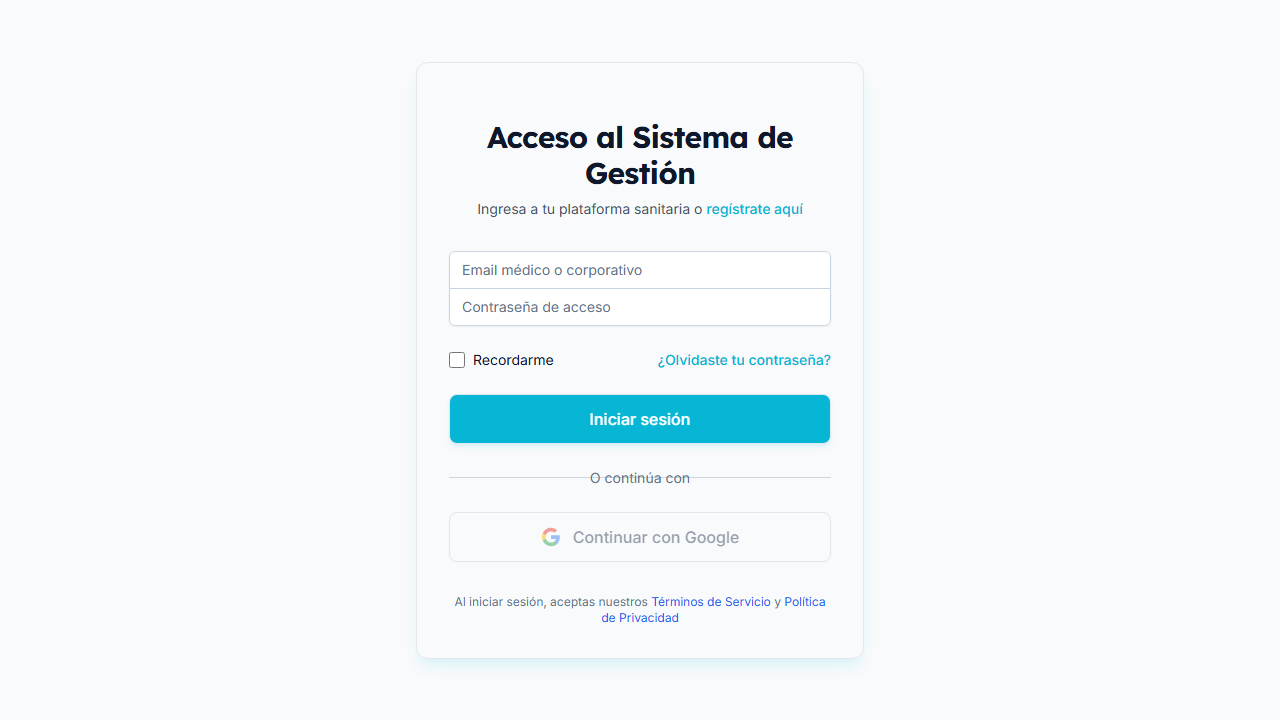 Acceso al Sistema de
Gestión
Ingresa a tu plataforma sanitaria o regístrate aquí
Email médico o corporativo
Contraseña de acceso
Recordarme
¿Olvidaste tu contraseña?
Iniciar sesión
O continúa con
Continuar con Google
Al iniciar sesión, aceptas nuestros Términos de Servicio y Política
de Privacidad